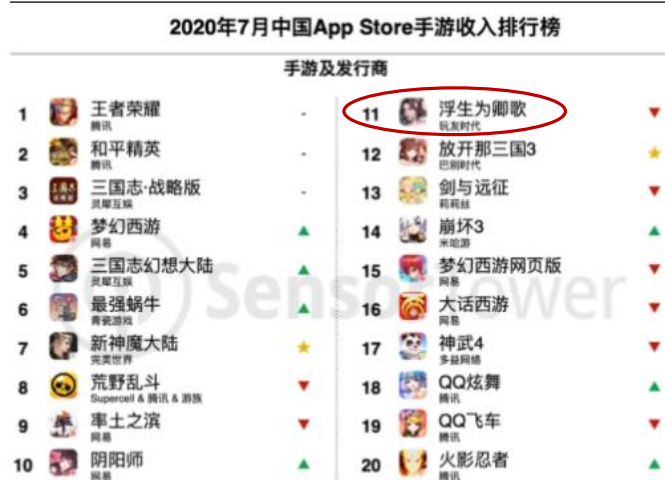 2020年7月中国App Store手游收入排行榜
手游及发行商
1 王者荣耀 -
腾讯
2 和平精英 -
腾讯
3 三国志·战略版 -
灵犀互娱
4 梦幻西游 ▲
网易
5 三国志幻想大陆 ▲
灵犀互娱
6 最强蜗牛 ▲
青瓷游戏
7 新神魔大陆 ★
完美世界
8 荒野乱斗 ▼
Supercell & 腾讯 & 游族
9 率土之滨 ▼
网易
10 阴阳师 ▲
网易
11 浮生为卿歌 ▼
玩友时代
12 放开那三国3 ★
巴别时代
13 剑与远征 ▼
莉莉丝
14 崩坏3 ▲
米哈游
15 梦幻西游网页版 ▼
网易
16 大话西游 ▼
网易
17 神武4 ▼
多益网络
18 QQ炫舞 ▲
腾讯
19 QQ飞车 ▼
腾讯
20 火影忍者 ▲
腾讯
SensorTower